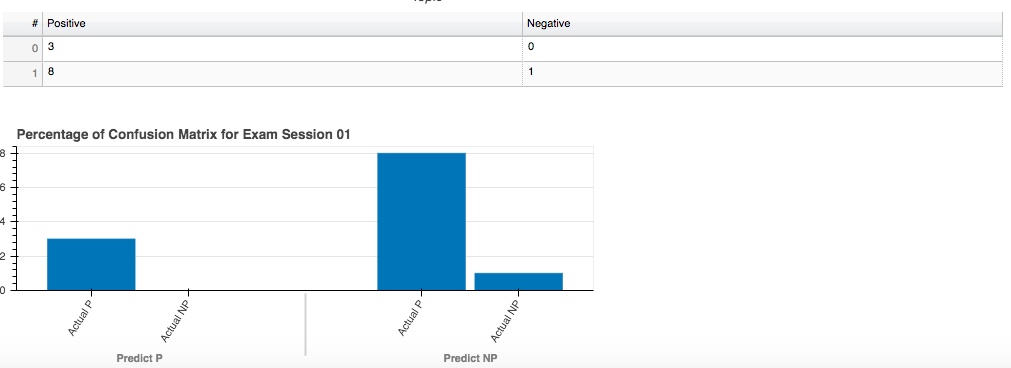 # Positive Negative
0 3 0
1 8 1
Percentage of Confusion Matrix for Exam Session 01
8
6
4
2
0
Actual P Actual NP Actual P Actual NP
Predict P Predict NP